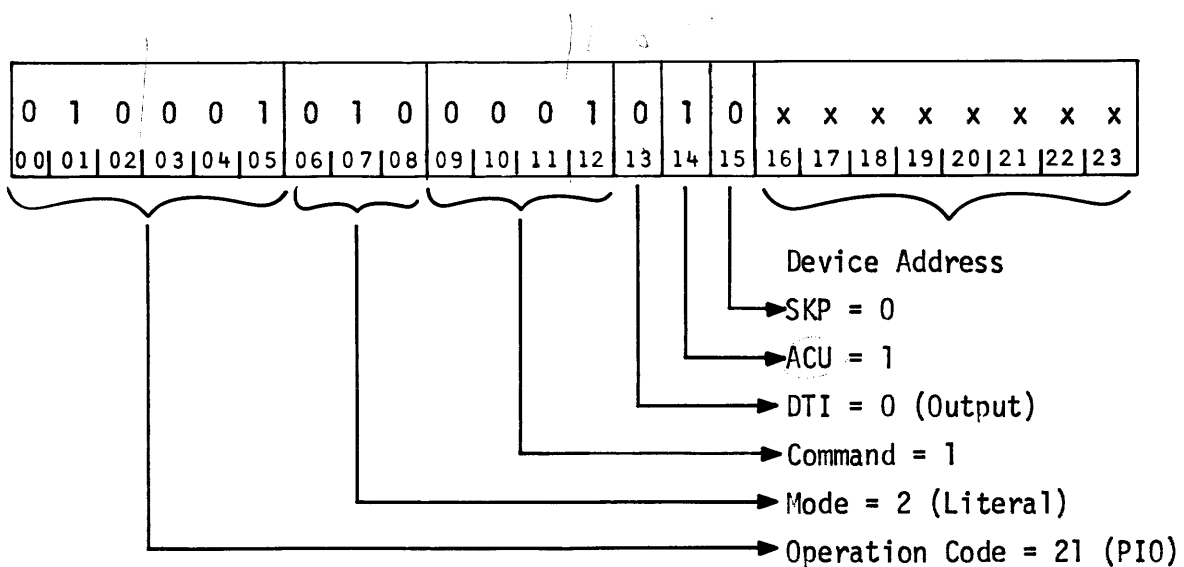 0 1 0 0 0 1 0 1 0 0 0 0 1 0 1 0 x x x x x x x x
00 01 02 03 04 05 06 07 08 09 10 11 12 13 14 15 16 17 18 19 20 21 22 23
Device Address
SKP = 0
ACU = 1
DTI = 0 (Output)
Command = 1
Mode = 2 (Literal)
Operation Code = 21 (PIO)